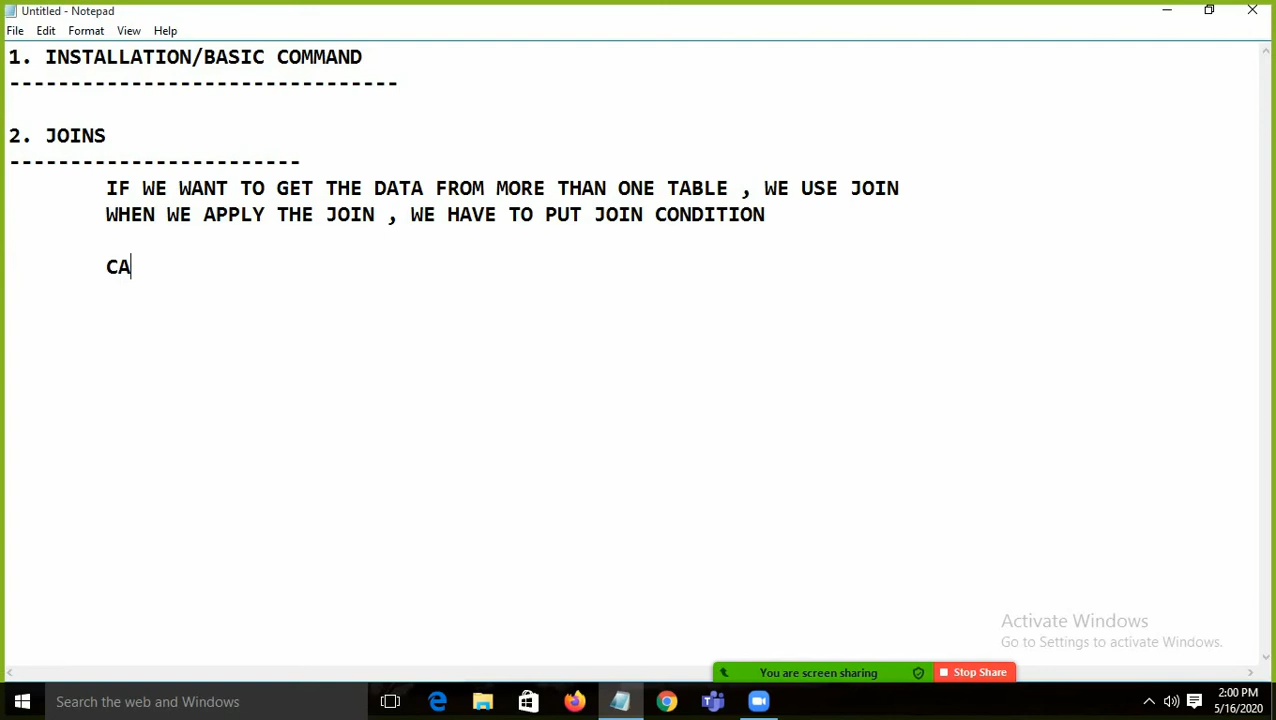 Untitled - Notepad
File Edit Format View Help
1. INSTALLATION/BASIC COMMAND
--------------------------------
2. JOINS
------------------------
IF WE WANT TO GET THE DATA FROM MORE THAN ONE TABLE , WE USE JOIN
WHEN WE APPLY THE JOIN , WE HAVE TO PUT JOIN CONDITION
CA
Activate Windows
Go to Settings to activate Windows.
You are screen sharing Stop Share
Search the web and Windows
2:00 PM
5/16/2020